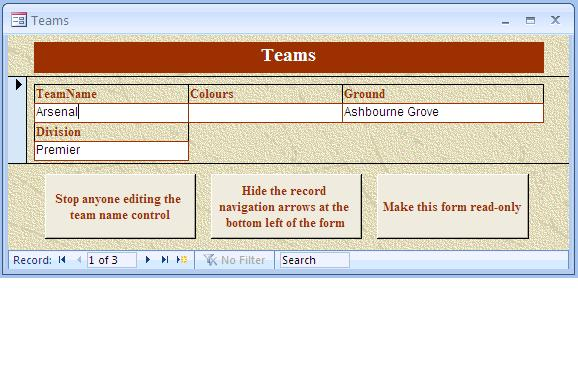 Teams
Teams
TeamName Colours Ground
Arsenal Ashbourne Grove
Division
Premier
Stop anyone editing the
team name control
Hide the record
navigation arrows at the
bottom left of the form
Make this form read-only
Record: 1 of 3 No Filter Search